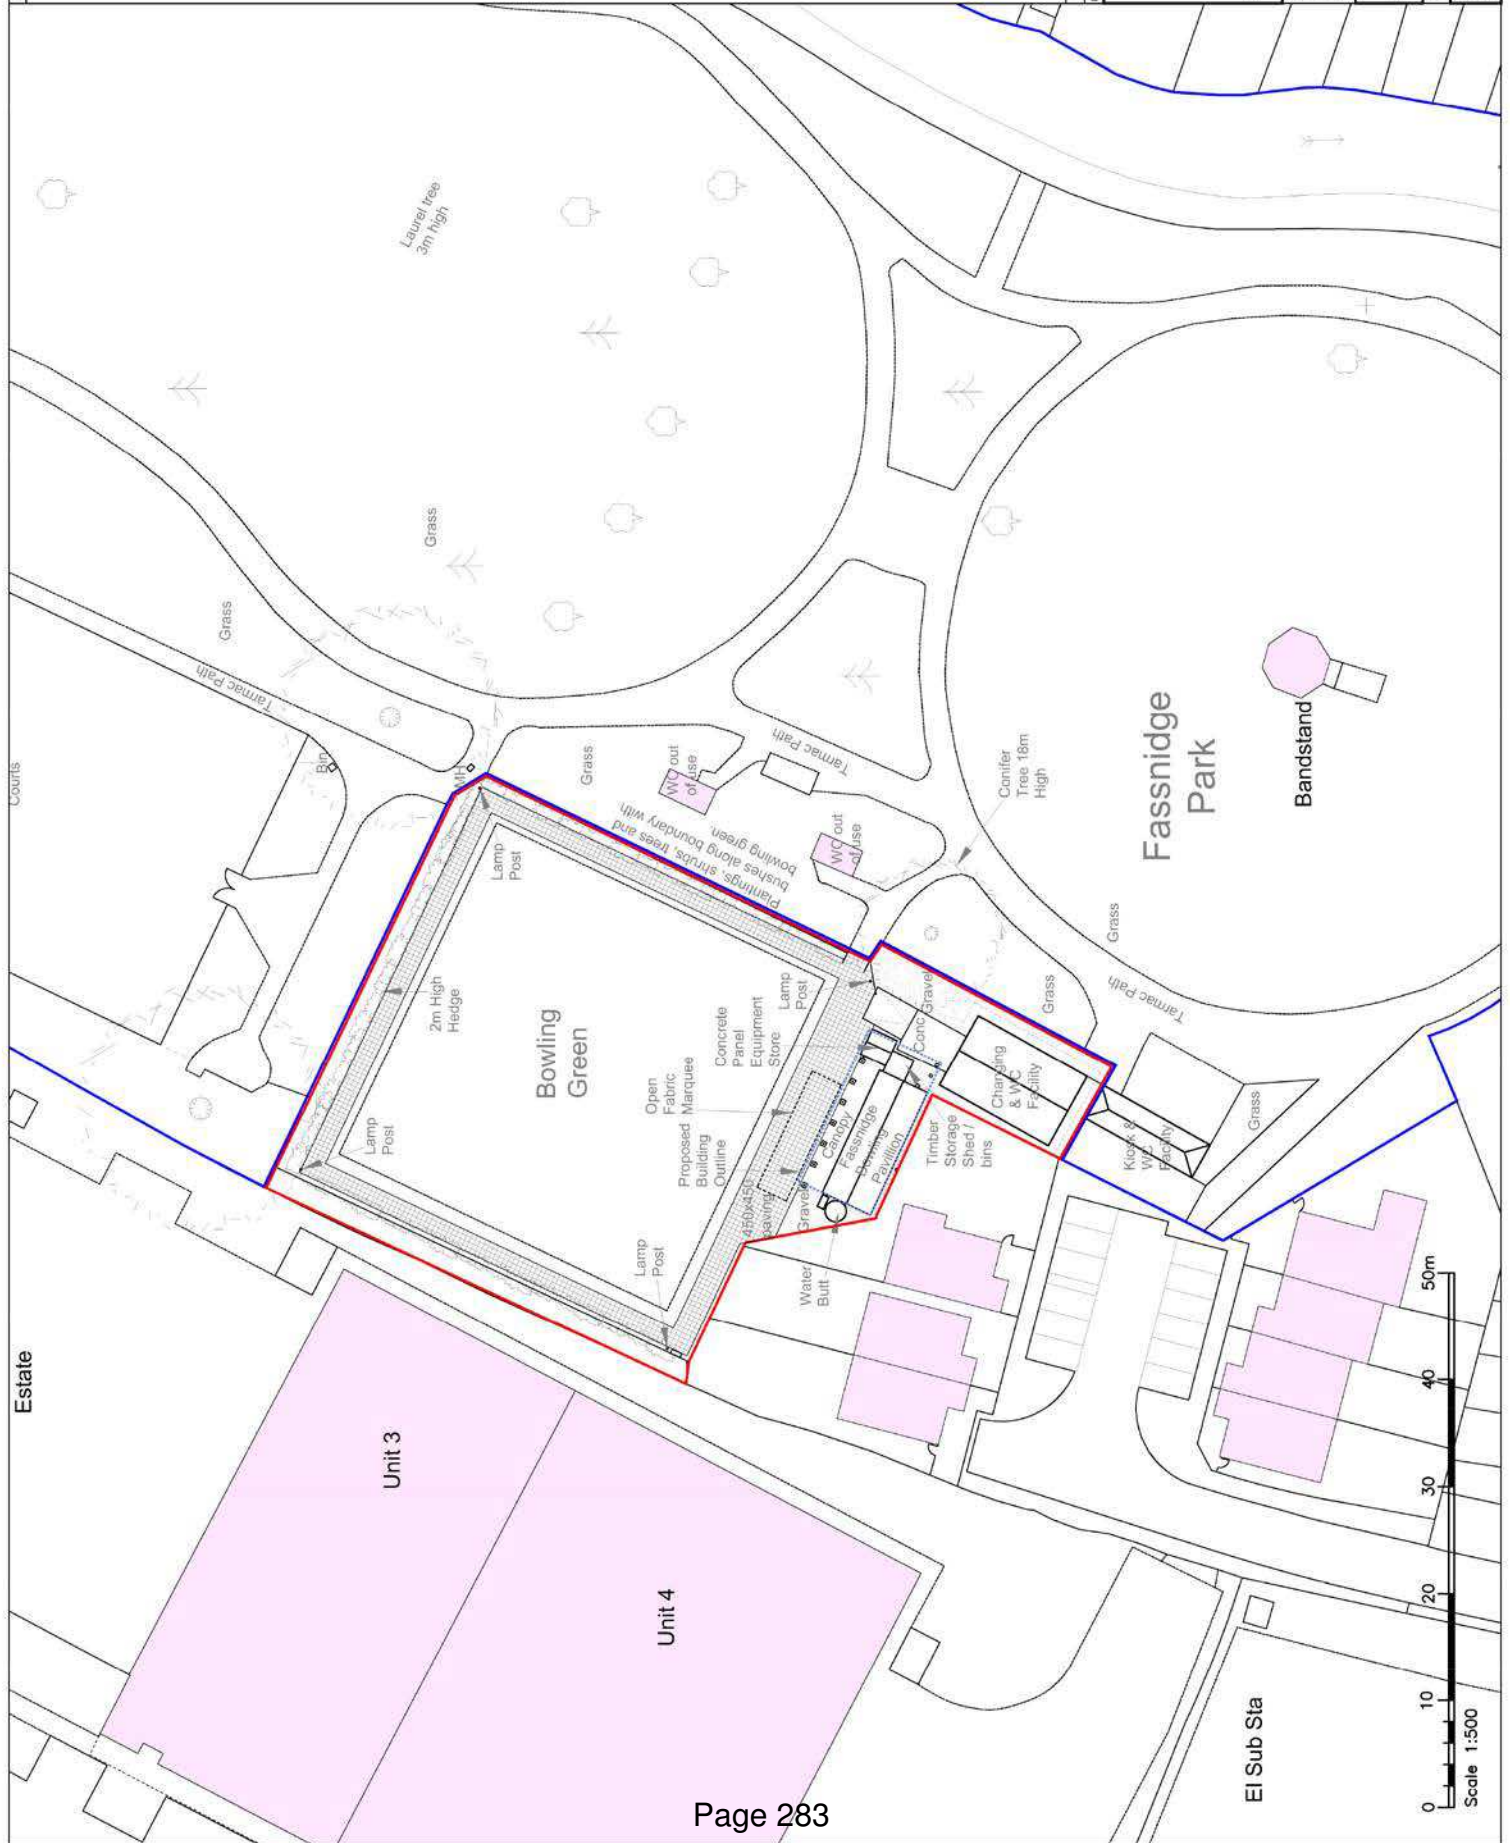 Courts
Estate
Laurel tree
3m high
Grass
Grass
Tarmac Path
Bin
MH
Grass
WC out
of use
Tarmac Path
Plantings, shrubs, trees and
bushes along boundary with
bowling green.
WC out
of use
Conifer
Tree 18m
High
Lamp
Post
2m High
Hedge
Bowling
Green
Lamp
Post
Lamp
Post
Lamp
Post
Concrete
Panel
Equipment
Store
Open
Fabric
Marquee
Proposed
Building
Outline
450x450
paving
Gravel
Canopy
Fassnidge
Bowling
Pavilion
Conc.
Gravel
Changing
& WC
Facility
Timber
Storage
Shed /
bins
Water
Butt
Grass
Grass
Tarmac Path
Kiosk &
WC
Facility
Grass
Fassnidge
Park
Bandstand
Unit 3
Unit 4
El Sub Sta
0 10 20 30 40 50m
Scale 1:500
Page 283